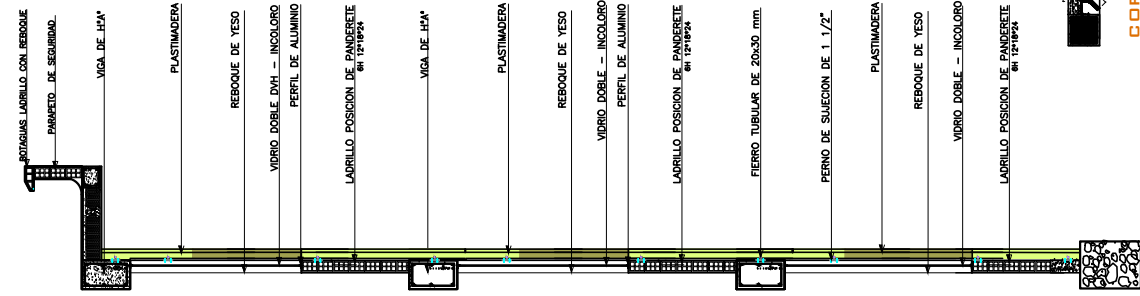 BOTAGUAS LADRILLO CON REBOQUE
PARAPETO DE SEGURIDAD
VIGA DE HºAº
PLASTIMADERA
REBOQUE DE YESO
VIDRIO DOBLE DVH - INCOLORO
PERFIL DE ALUMINIO
LADRILLO POSICION DE PANDERETE
6H 12*18*24
VIGA DE HºAº
PLASTIMADERA
REBOQUE DE YESO
VIDRIO DOBLE - INCOLORO
PERFIL DE ALUMINIO
LADRILLO POSICION DE PANDERETE
6H 12*18*24
FIERRO TUBULAR DE 20x30 mm
PERNO DE SUJECION DE 1 1/2"
PLASTIMADERA
REBOQUE DE YESO
VIDRIO DOBLE - INCOLORO
LADRILLO POSICION DE PANDERETE
6H 12*18*24